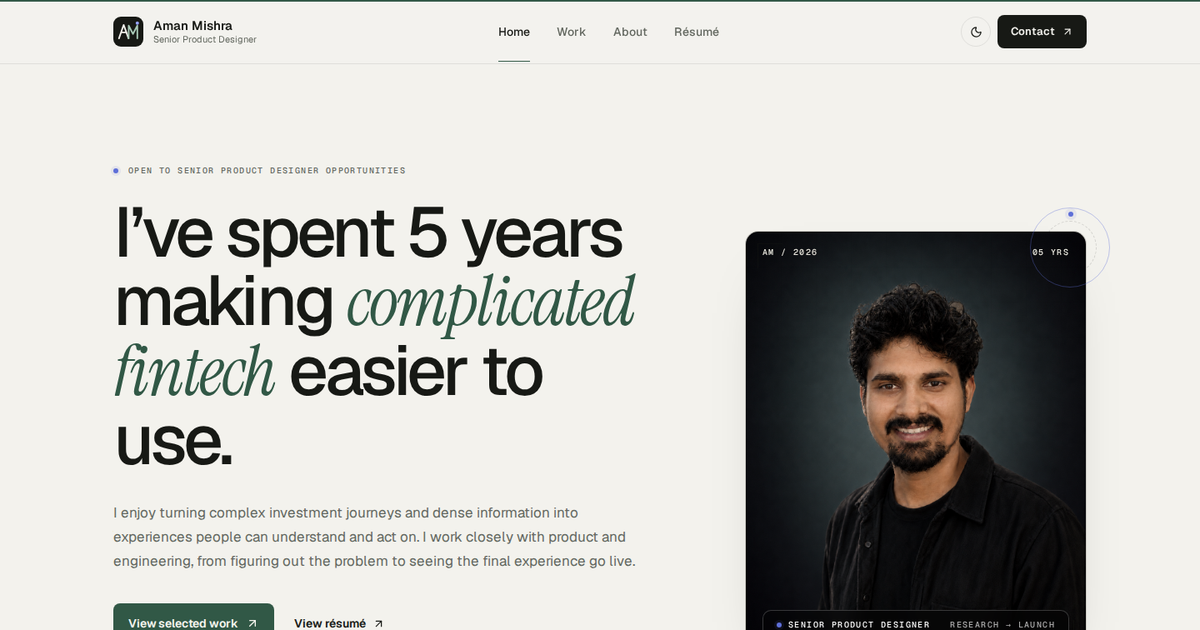 AM
Aman Mishra
Senior Product Designer
Home
Work
About
Résumé
Contact
OPEN TO SENIOR PRODUCT DESIGNER OPPORTUNITIES
I’ve spent 5 years
making complicated
fintech easier to
use.
I enjoy turning complex investment journeys and dense information into
experiences people can understand and act on. I work closely with product and
engineering, from figuring out the problem to seeing the final experience go live.
View selected work
View résumé
AM / 2026
05 YRS
SENIOR PRODUCT DESIGNER
RESEARCH → LAUNCH